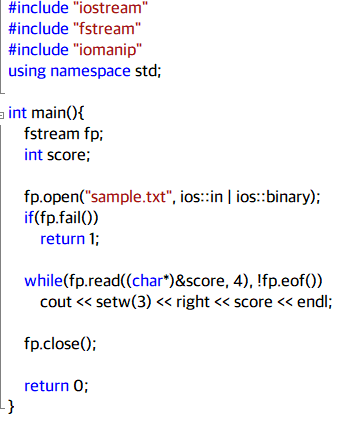 #include "iostream"
#include "fstream"
#include "iomanip"
using namespace std;
int main(){
fstream fp;
int score;
fp.open("sample.txt", ios::in | ios::binary);
if(fp.fail())
return 1;
while(fp.read((char*)&score, 4), !fp.eof())
cout << setw(3) << right << score << endl;
fp.close();
return 0;
}